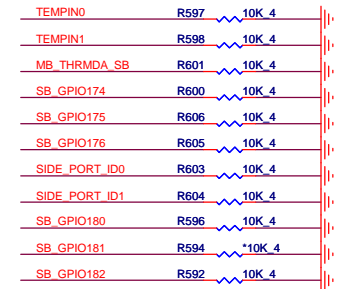 TEMPIN0 R597 10K_4
TEMPIN1 R598 10K_4
MB_THRMDA_SB R601 10K_4
SB_GPIO174 R600 10K_4
SB_GPIO175 R606 10K_4
SB_GPIO176 R605 10K_4
SIDE_PORT_ID0 R603 10K_4
SIDE_PORT_ID1 R604 10K_4
SB_GPIO180 R596 10K_4
SB_GPIO181 R594 *10K_4
SB_GPIO182 R592 10K_4